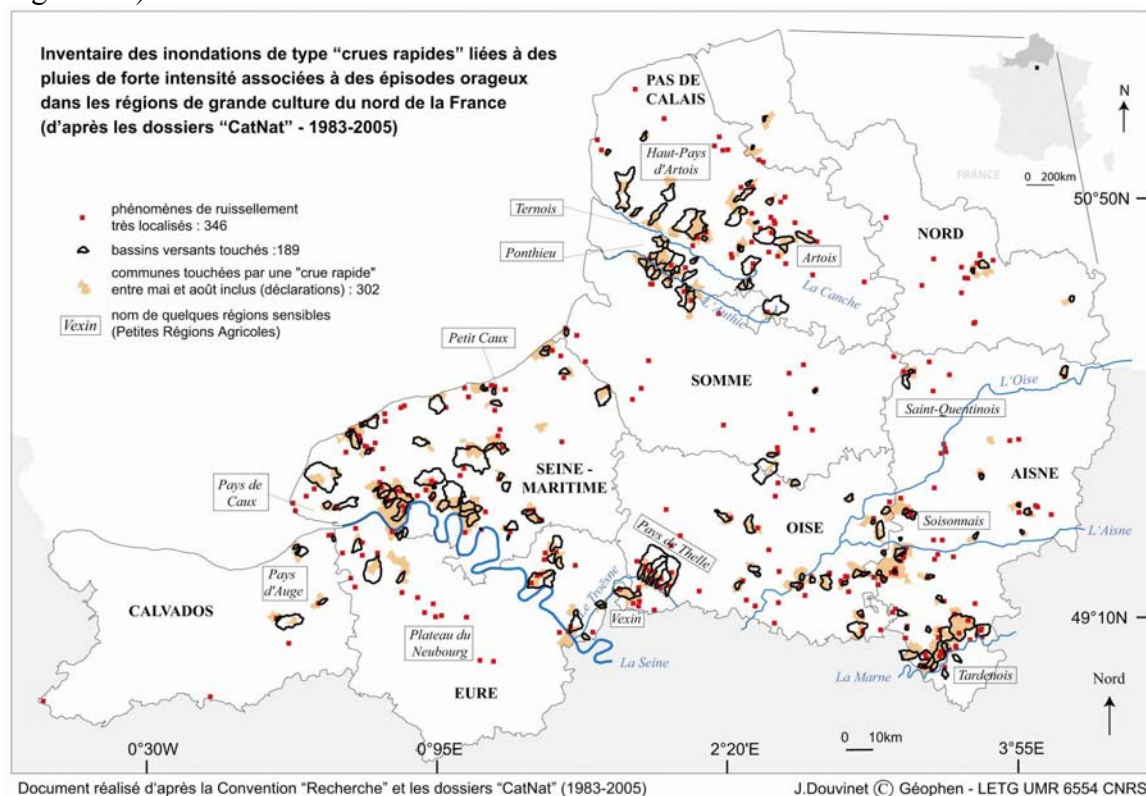 Inventaire des inondations de type “crues rapides” liées à des
pluies de forte intensité associées à des épisodes orageux
dans les régions de grande culture du nord de la France
(d'après les dossiers “CatNat” - 1983-2005)
phénomènes de ruissellement
très localisés : 346
bassins versants touchés :189
communes touchées par une "crue rapide"
entre mai et août inclus (déclarations) : 302
Vexin
nom de quelques régions sensibles
(Petites Régions Agricoles)
PAS DE
CALAIS
N
FRANCE
0 200km
50°50N
Haut-Pays
d'Artois
Ternois
Ponthieu
Artois
La Canche
L'Authie
NORD
Petit Caux
SOMME
L'Oise
Saint-Quentinois
Pays de
Caux
SEINE -
MARITIME
AISNE
OISE
Soisonnais
L'Aisne
Pays de Thelle
Pays
d'Auge
Le Troësne
Vexin
CALVADOS
49°10N
Plateau du
Neubourg
La Seine
La Marne
Tardenois
Nord
EURE
0 10km
0°30W
0°95E
2°20E
3°55E
Document réalisé d'après la Convention “Recherche” et les dossiers “CatNat” (1983-2005)
J.Douvinet © Géophen - LETG UMR 6554 CNRS